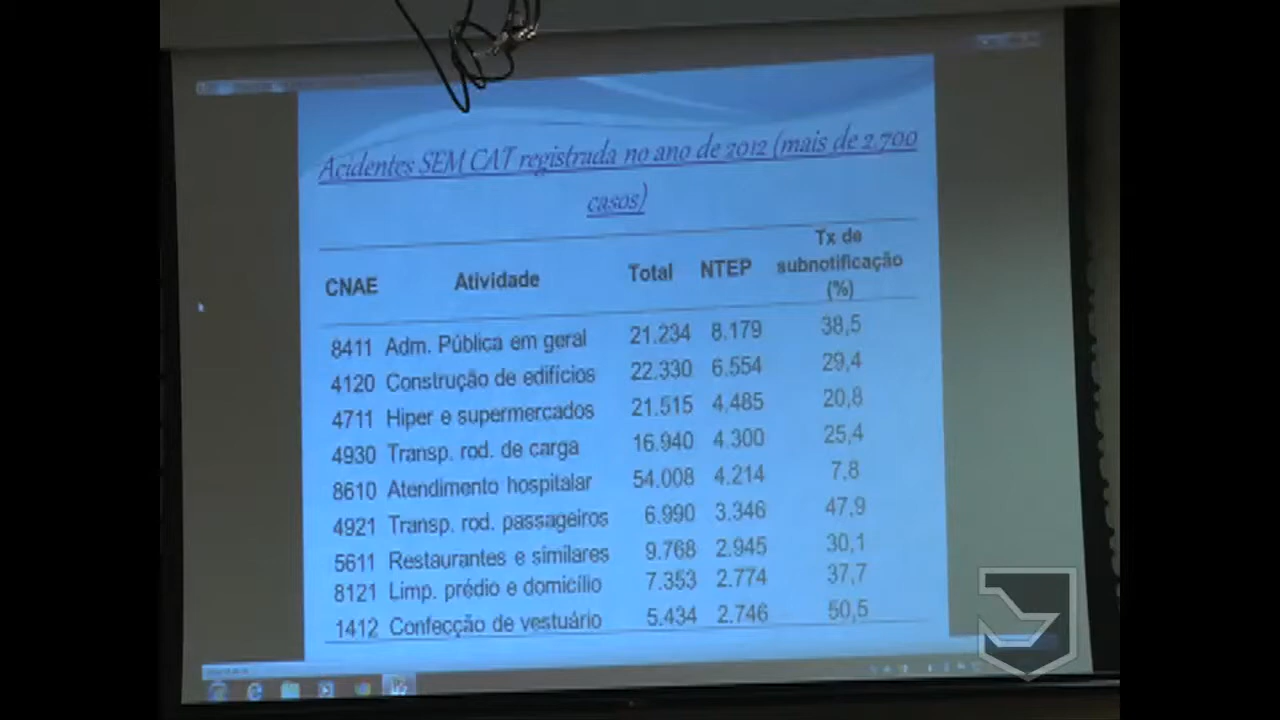 Acidentes SEM CAT registrada no ano de 2012 (mais de 2.700
casos)
CNAE Atividade Total NTEP Tx de subnotificação (%)
8411 Adm. Pública em geral 21.234 8.179 38,5
4120 Construção de edifícios 22.330 6.554 29,4
4711 Hiper e supermercados 21.515 4.485 20,8
4930 Transp. rod. de carga 16.940 4.300 25,4
8610 Atendimento hospitalar 54.008 4.214 7,8
4921 Transp. rod. passageiros 6.990 3.346 47,9
5611 Restaurantes e similares 9.768 2.945 30,1
8121 Limp. prédio e domicílio 7.353 2.774 37,7
1412 Confecção de vestuário 5.434 2.746 50,5